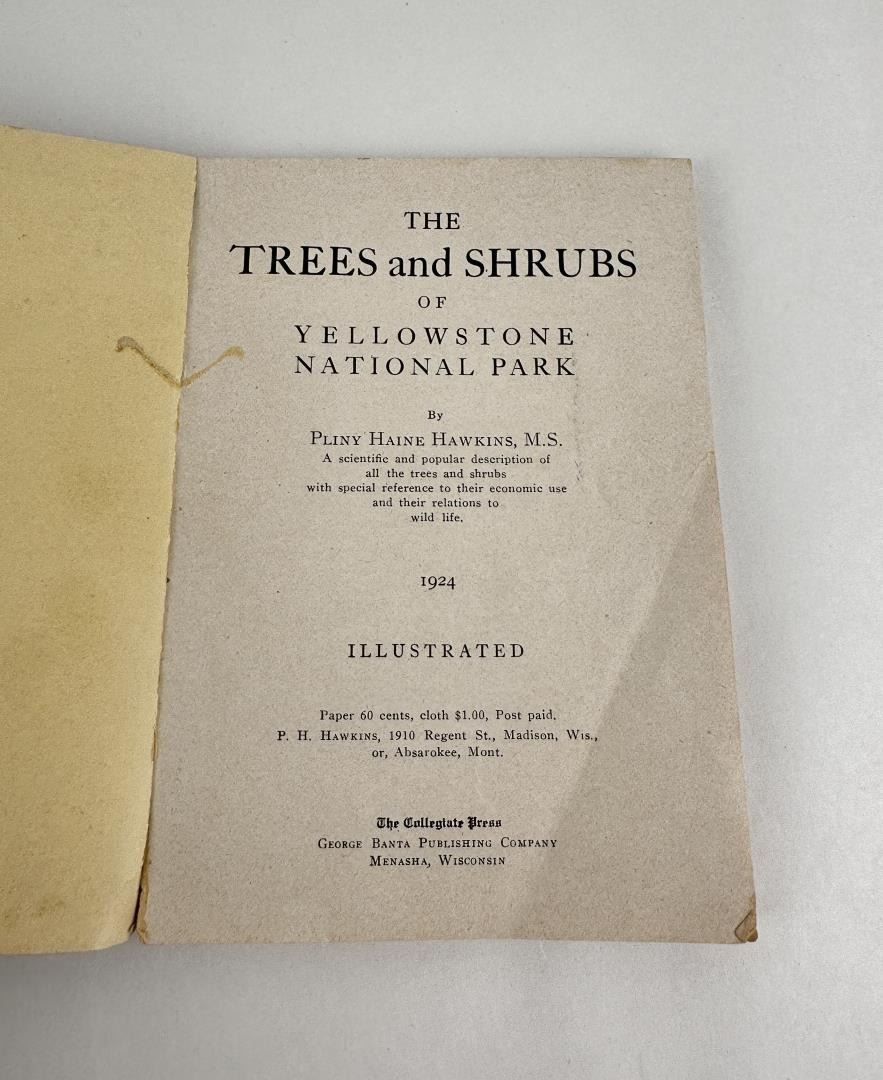 THE
TREES and SHRUBS
OF
YELLOWSTONE
NATIONAL PARK
By
PLINY HAINE HAWKINS, M.S.
A scientific and popular description of
all the trees and shrubs
with special reference to their economic use
and their relations to
wild life.
1924
ILLUSTRATED
Paper 60 cents, cloth $1.00, Post paid.
P. H. HAWKINS, 1910 Regent St., Madison, Wis.,
or, Absarokee, Mont.
The Collegiate Press
GEORGE BANTA PUBLISHING COMPANY
MENASHA, WISCONSIN